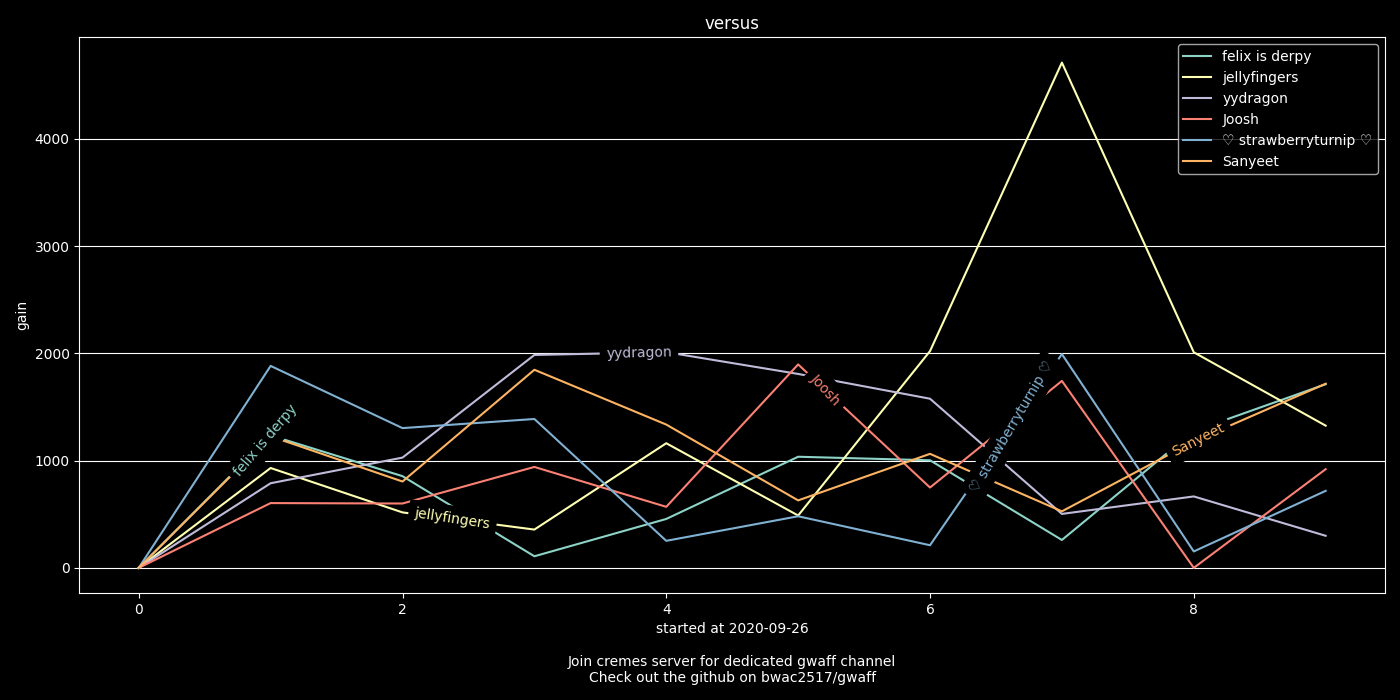 versus
felix is derpy
jellyfingers
yydragon
Joosh
♡ strawberryturnip ♡
Sanyeet
4000
3000
2000
1000
0
gain
felix is derpy
jellyfingers
yydragon
Joosh
♡ strawberryturnip ♡
Sanyeet
0 2 4 6 8
started at 2020-09-26
Join cremes server for dedicated gwaff channel
Check out the github on bwac2517/gwaff